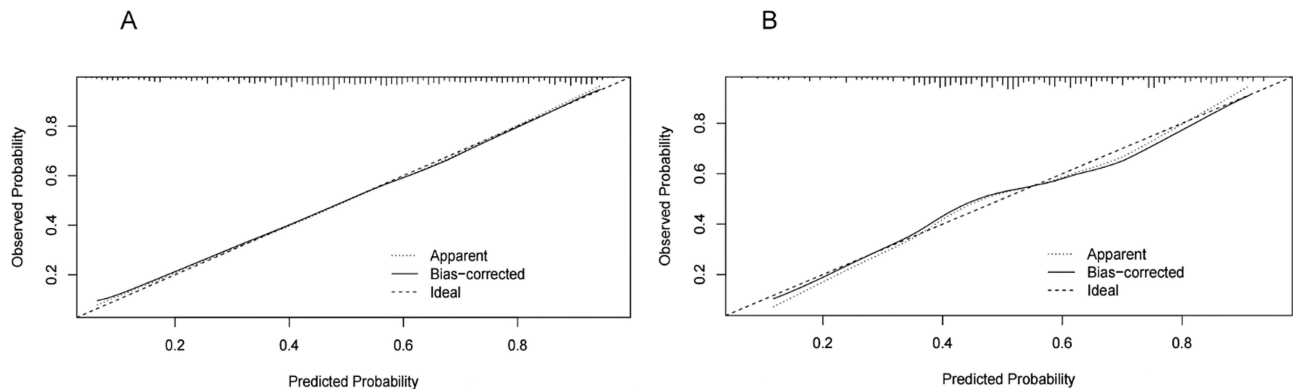 A
Observed Probability
0.8
0.6
0.4
0.2
Apparent
Bias-corrected
Ideal
0.2 0.4 0.6 0.8
Predicted Probability
B
Observed Probability
0.8
0.6
0.4
0.2
Apparent
Bias-corrected
Ideal
0.2 0.4 0.6 0.8
Predicted Probability